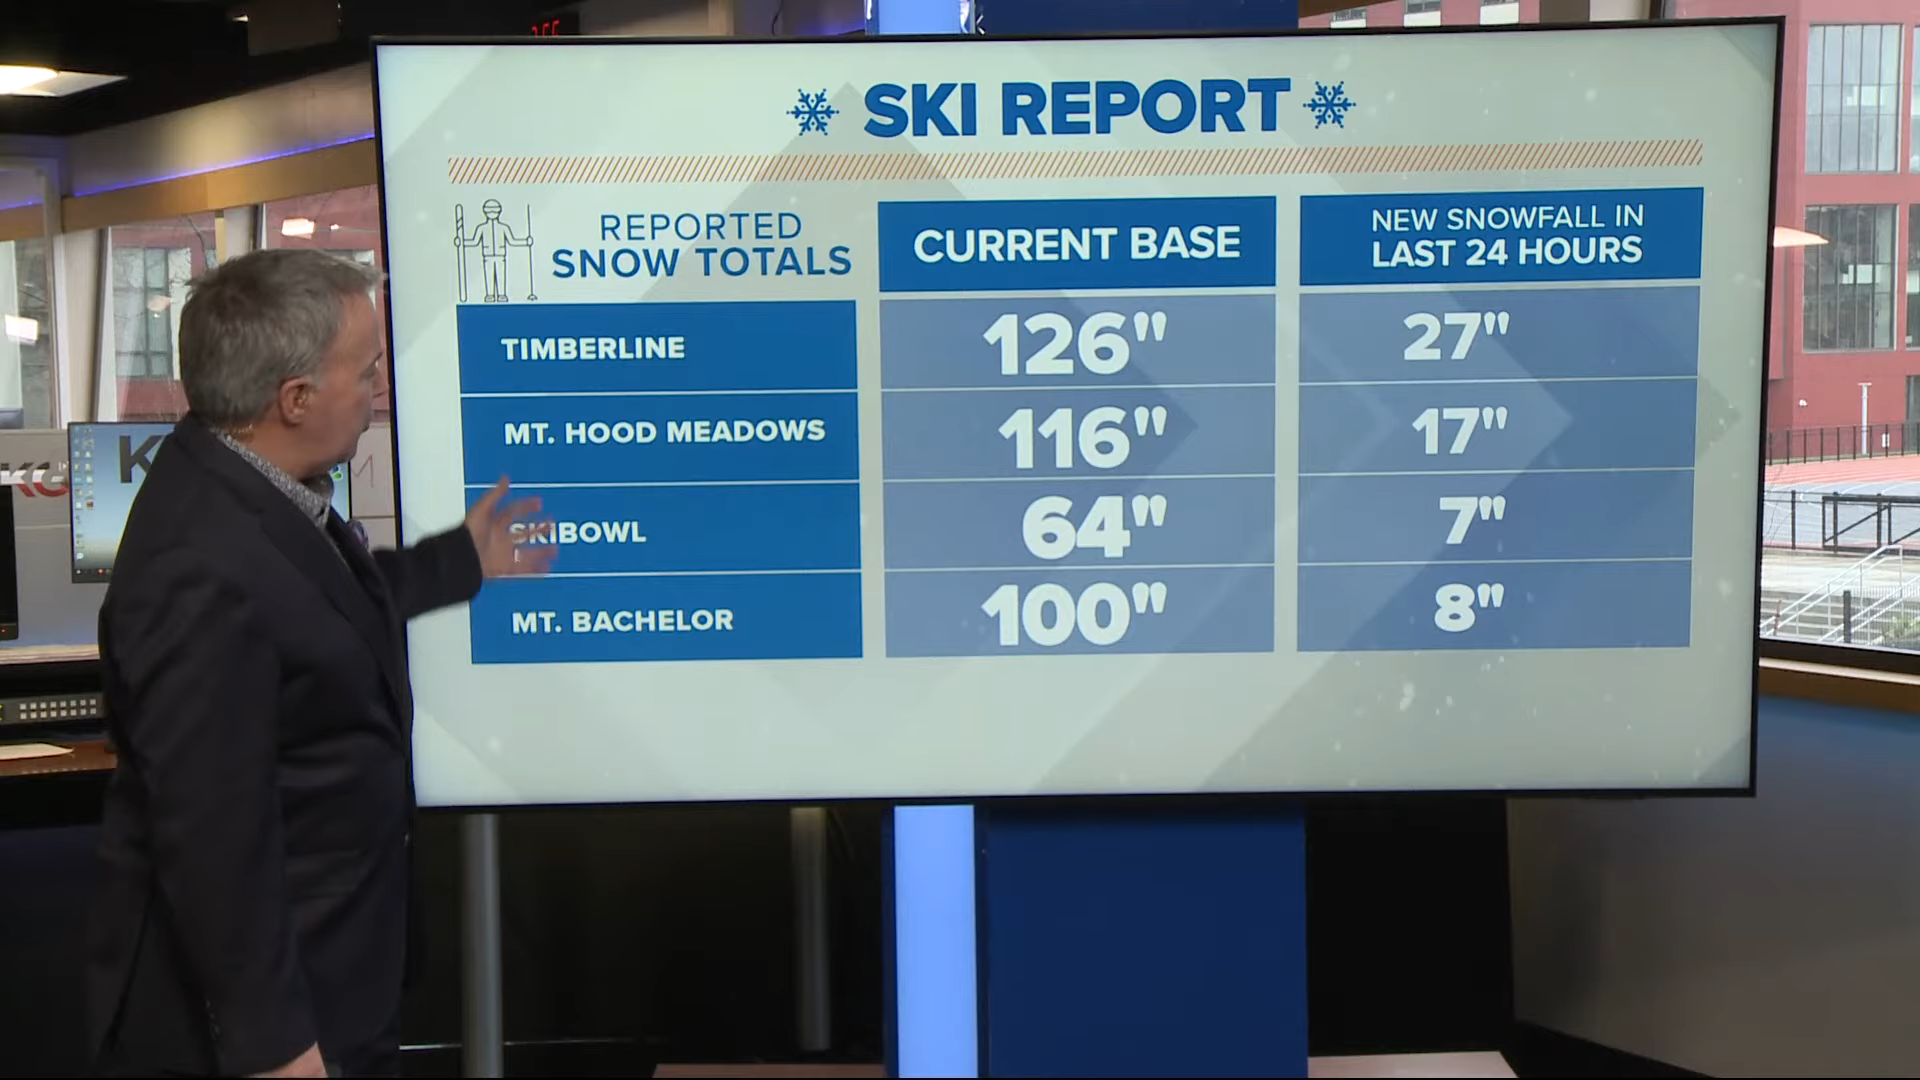 SKI REPORT
REPORTED
SNOW TOTALS
CURRENT BASE
NEW SNOWFALL IN
LAST 24 HOURS
TIMBERLINE
126"
27"
MT. HOOD MEADOWS
116"
17"
SKIBOWL
64"
7"
MT. BACHELOR
100"
8"